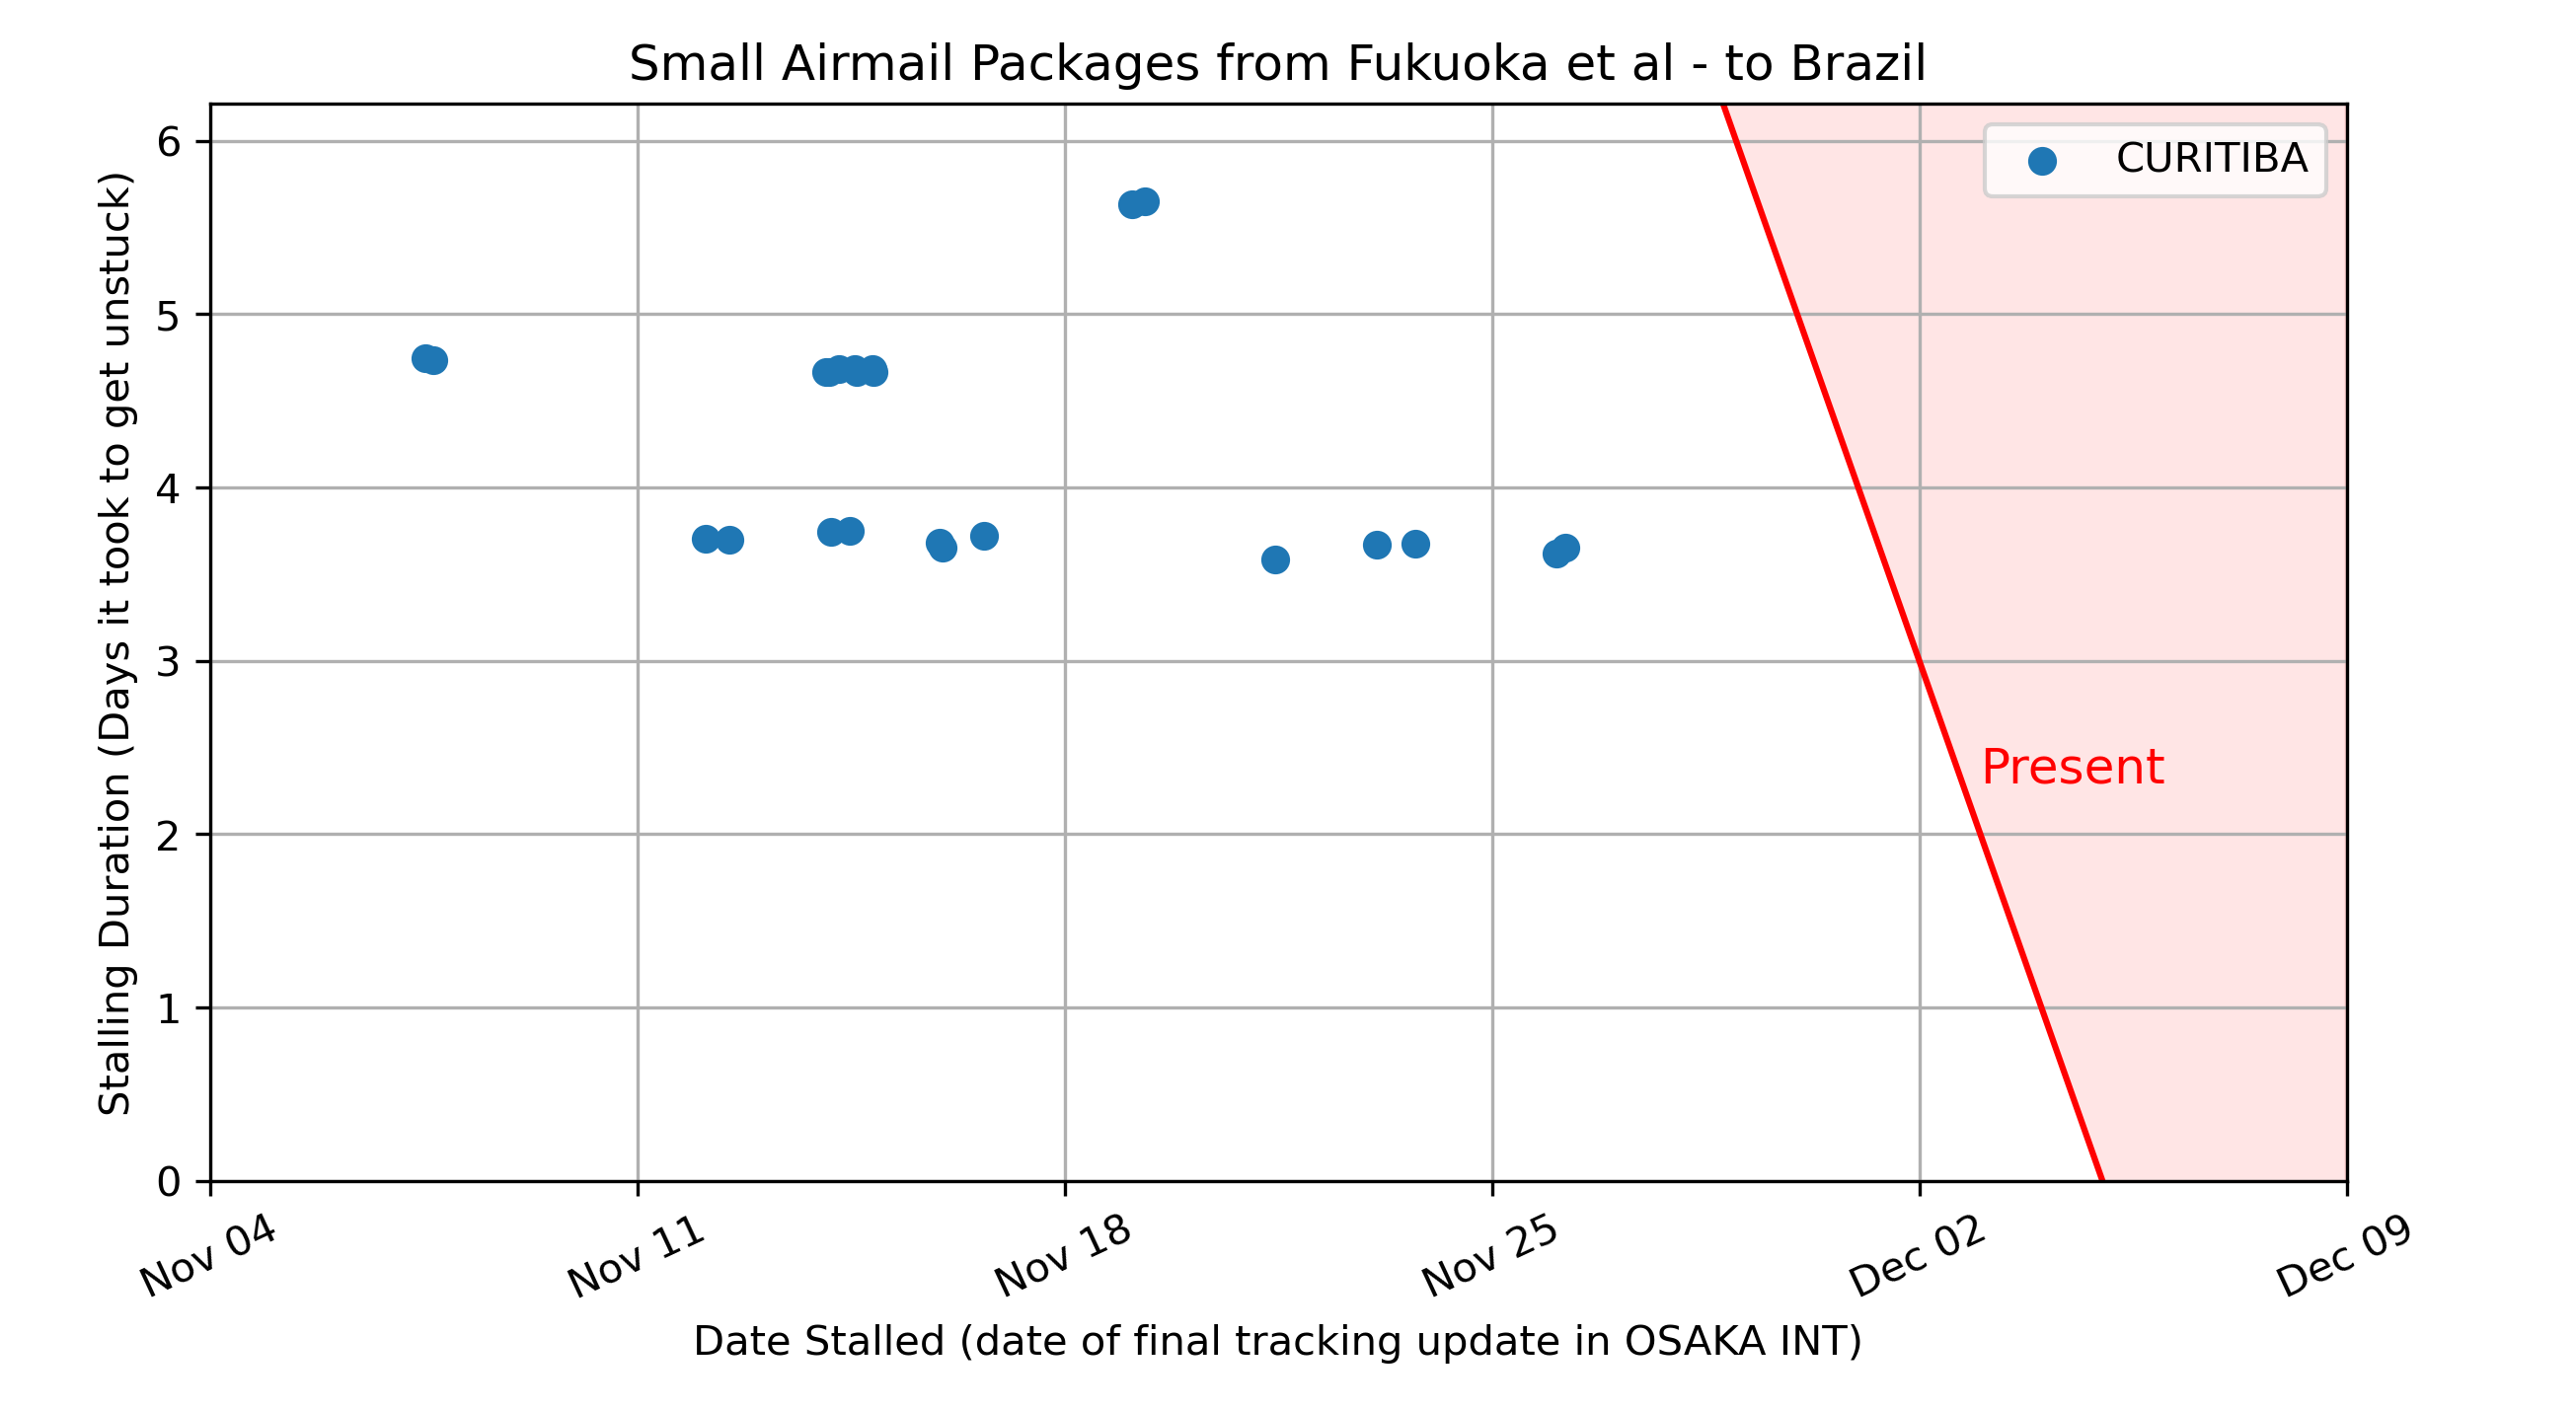 Small Airmail Packages from Fukuoka et al - to Brazil
Stalling Duration (Days it took to get unstuck)
6
5
4
3
2
1
0
CURITIBA
Present
Nov 04
Nov 11
Nov 18
Nov 25
Dec 02
Dec 09
Date Stalled (date of final tracking update in OSAKA INT)